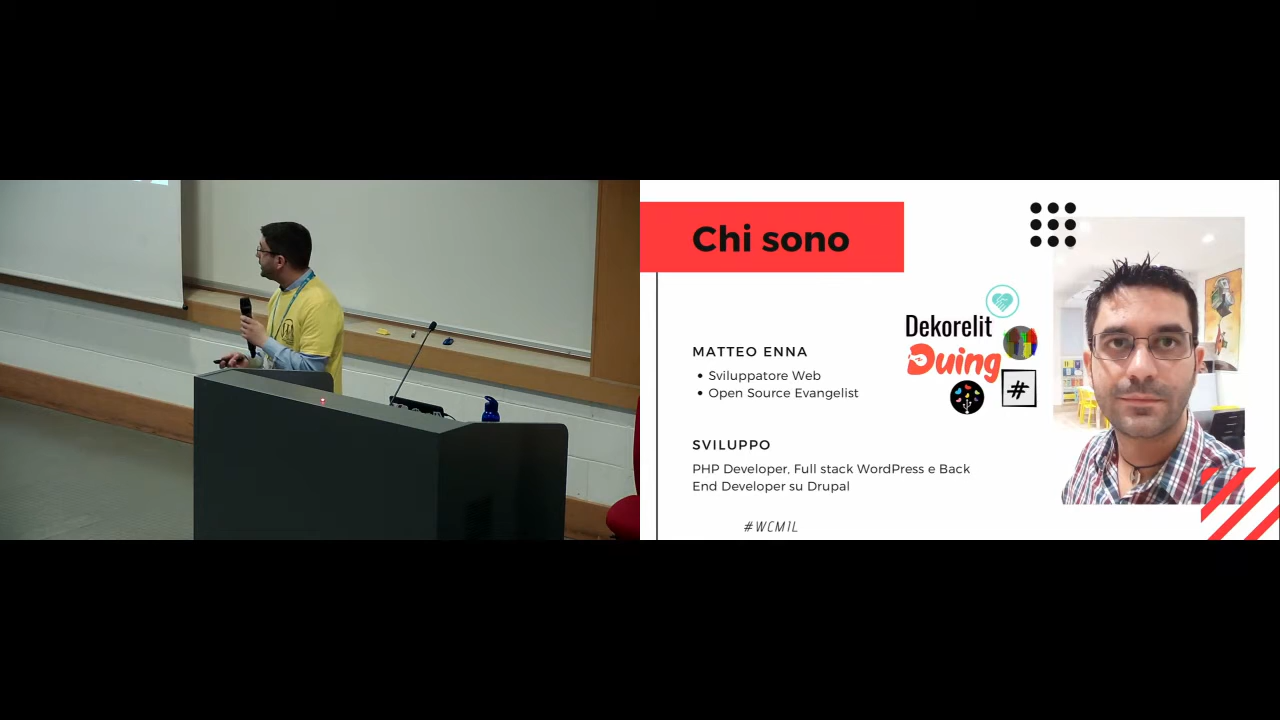 Chi sono
Dekorelit
Duing
#
MATTEO ENNA
• Sviluppatore Web
• Open Source Evangelist
SVILUPPO
PHP Developer, Full stack WordPress e Back
End Developer su Drupal
#WCMIL